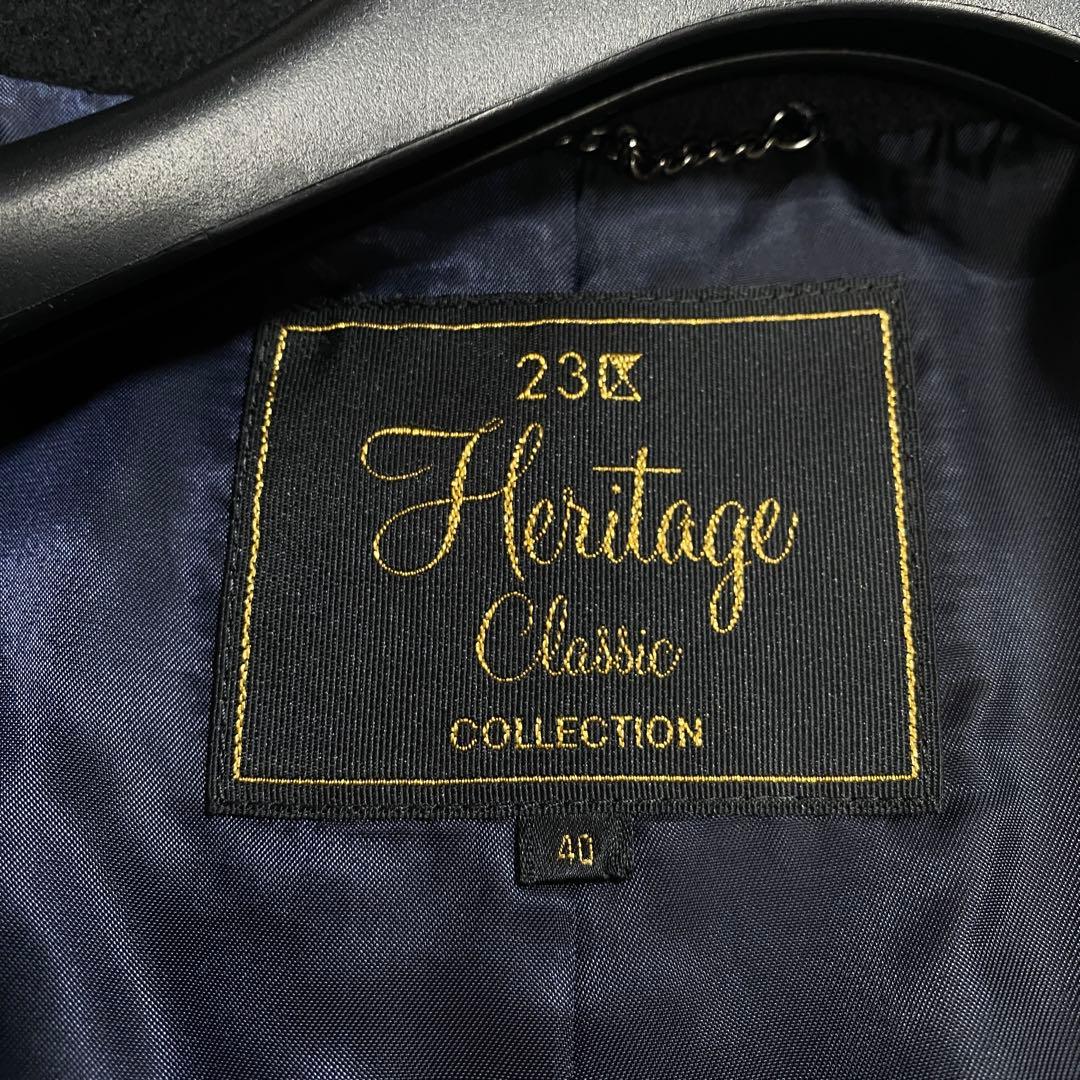 23区
Heritage
Classic
COLLECTION
40